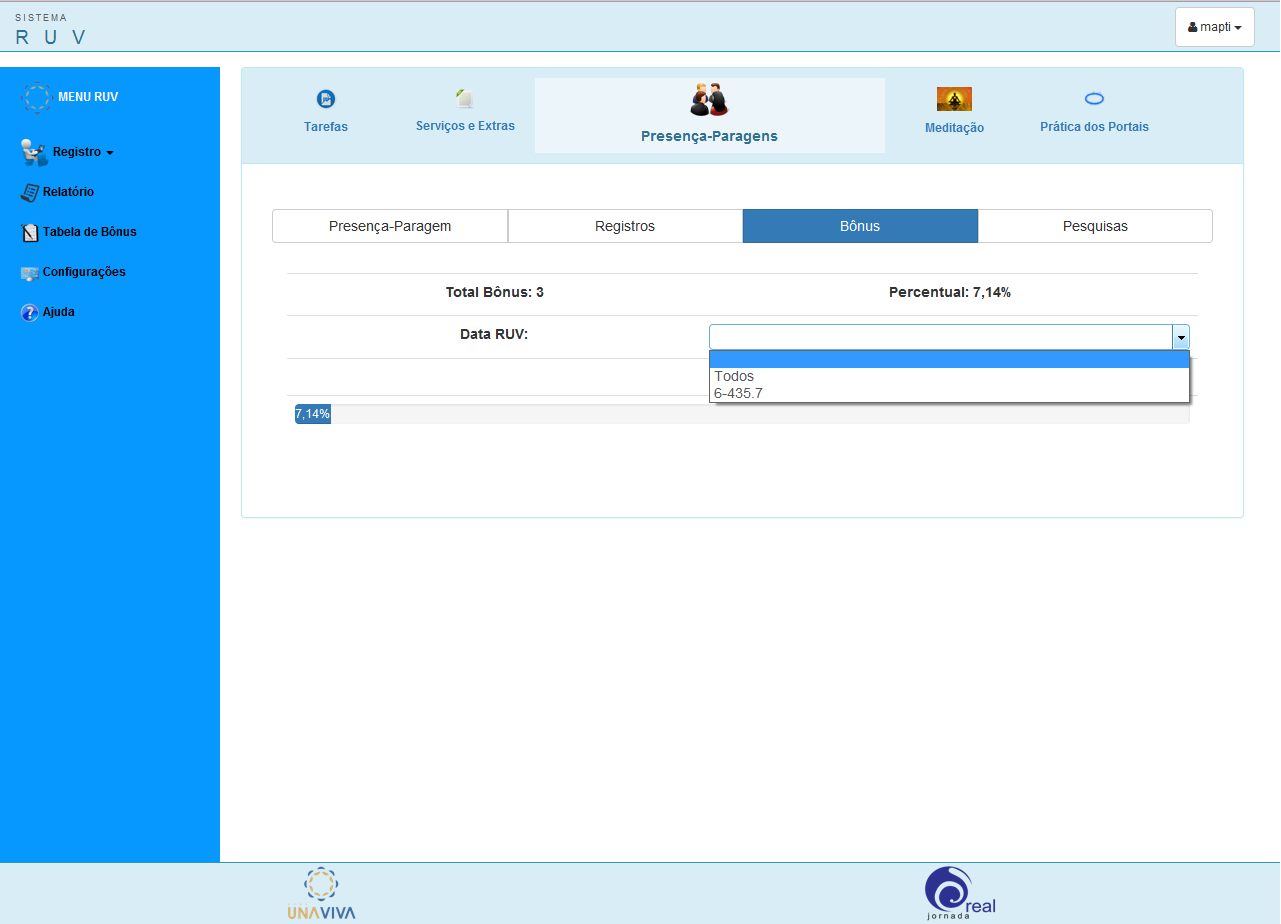 SISTEMA
R U V
mapti
MENU RUV
Registro
Relatório
Tabela de Bônus
Configurações
Ajuda
Tarefas
Serviços e Extras
Presença-Paragens
Meditação
Prática dos Portais
Presença-Paragem
Registros
Bônus
Pesquisas
Total Bônus: 3
Percentual: 7,14%
Data RUV:
Todos
6-435.7
7,14%
UNAVIVA
real
jornada